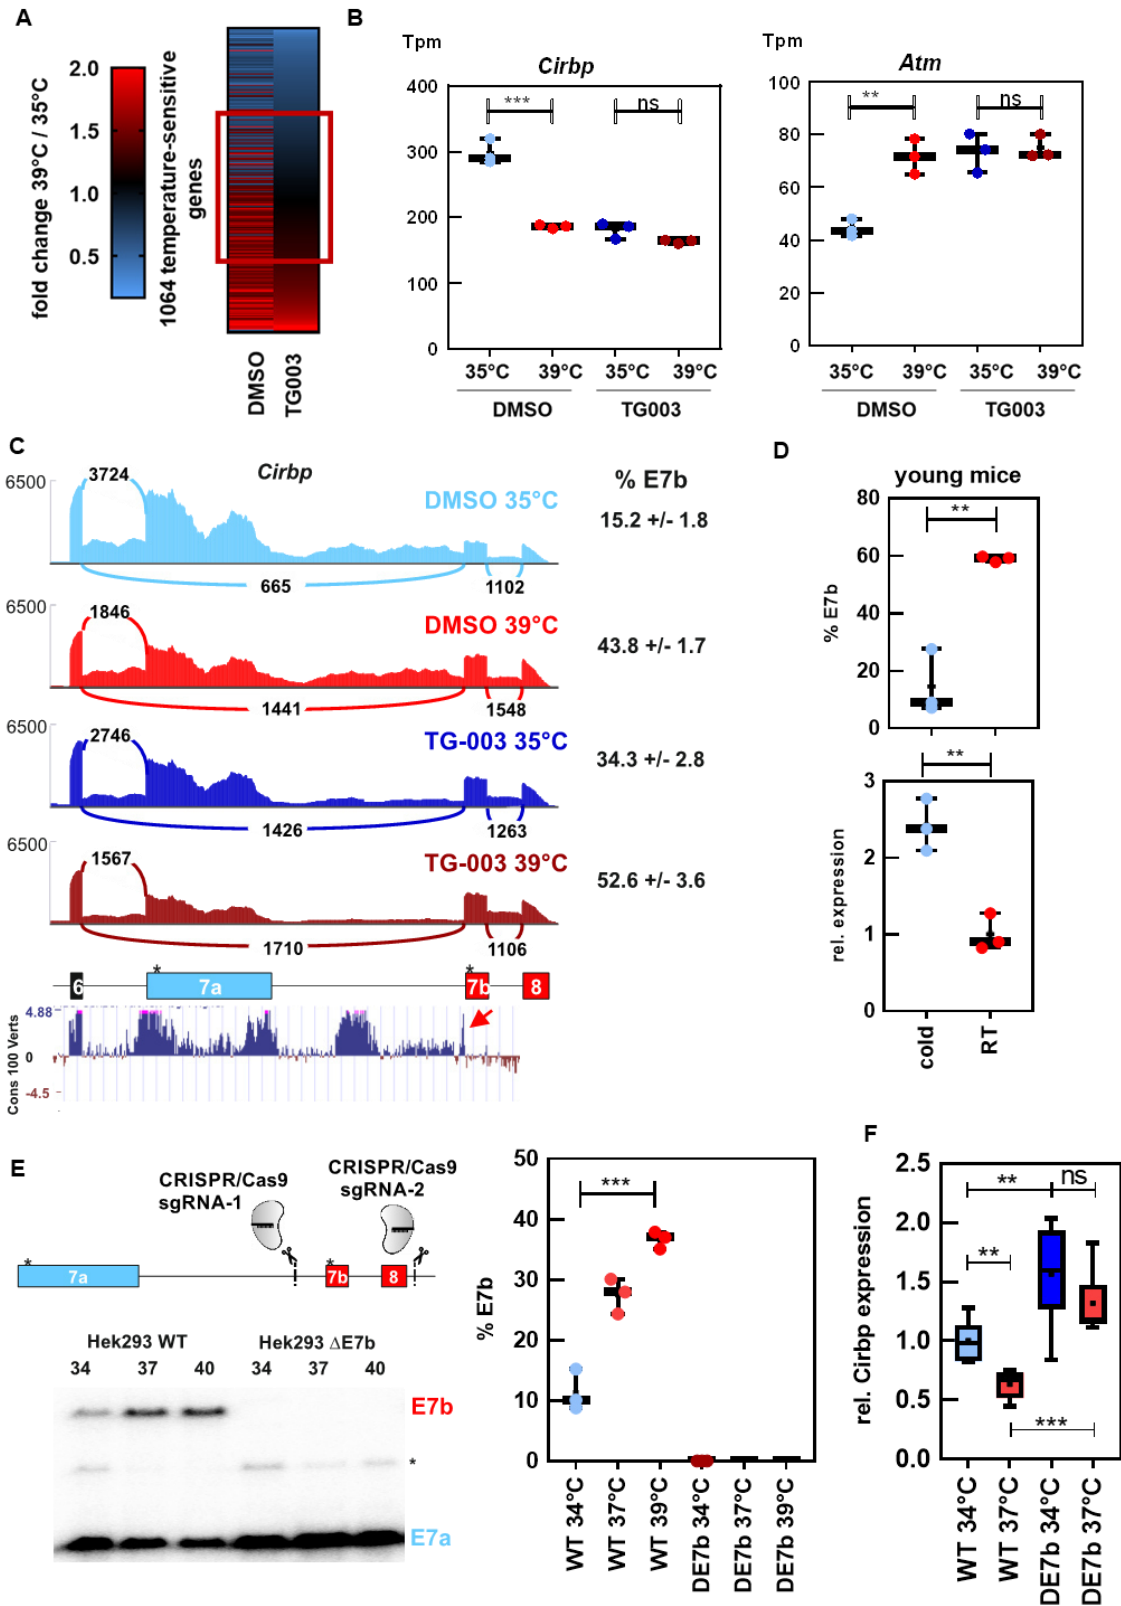 A
fold change 39°C / 35°C
2.0
1.5
1.0
0.5
1064 temperature-sensitive
genes
DMSO
TG003
B
Tpm
Cirbp
400
300
200
100
0
***
ns
35°C
39°C
35°C
39°C
DMSO
TG003
Tpm
Atm
100
80
60
40
20
0
**
ns
35°C
39°C
35°C
39°C
DMSO
TG003
C
Cirbp
% E7b
6500
3724
DMSO 35°C
15.2 +/- 1.8
665
1102
6500
1846
DMSO 39°C
43.8 +/- 1.7
1441
1548
6500
2746
TG-003 35°C
34.3 +/- 2.8
1426
1263
6500
1567
TG-003 39°C
52.6 +/- 3.6
1710
1106
*
*
6
7a
7b
8
Cons 100 Verts
4.88
0
-4.5
D
young mice
% E7b
80
60
40
20
0
**
rel. expression
3
2
1
0
**
cold
RT
E
CRISPR/Cas9
sgRNA-1
CRISPR/Cas9
sgRNA-2
*
*
7a
7b
8
Hek293 WT
Hek293 ΔE7b
34
37
40
34
37
40
E7b
*
E7a
% E7b
50
40
30
20
10
0
***
WT 34°C
WT 37°C
WT 39°C
DE7b 34°C
DE7b 37°C
DE7b 39°C
F
rel. Cirbp expression
2.5
2.0
1.5
1.0
0.5
0.0
**
ns
**
***
WT 34°C
WT 37°C
DE7b 34°C
DE7b 37°C